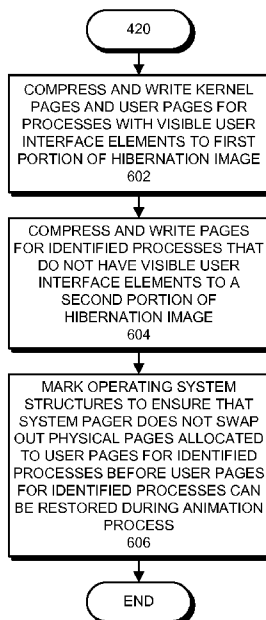 420
COMPRESS AND WRITE KERNEL
PAGES AND USER PAGES FOR
PROCESSES WITH VISIBLE USER
INTERFACE ELEMENTS TO FIRST
PORTION OF HIBERNATION IMAGE
602
COMPRESS AND WRITE PAGES
FOR IDENTIFIED PROCESSES THAT
DO NOT HAVE VISIBLE USER
INTERFACE ELEMENTS TO A
SECOND PORTION OF
HIBERNATION IMAGE
604
MARK OPERATING SYSTEM
STRUCTURES TO ENSURE THAT
SYSTEM PAGER DOES NOT SWAP
OUT PHYSICAL PAGES ALLOCATED
TO USER PAGES FOR IDENTIFIED
PROCESSES BEFORE USER PAGES
FOR IDENTIFIED PROCESSES CAN
BE RESTORED DURING ANIMATION
PROCESS
606
END